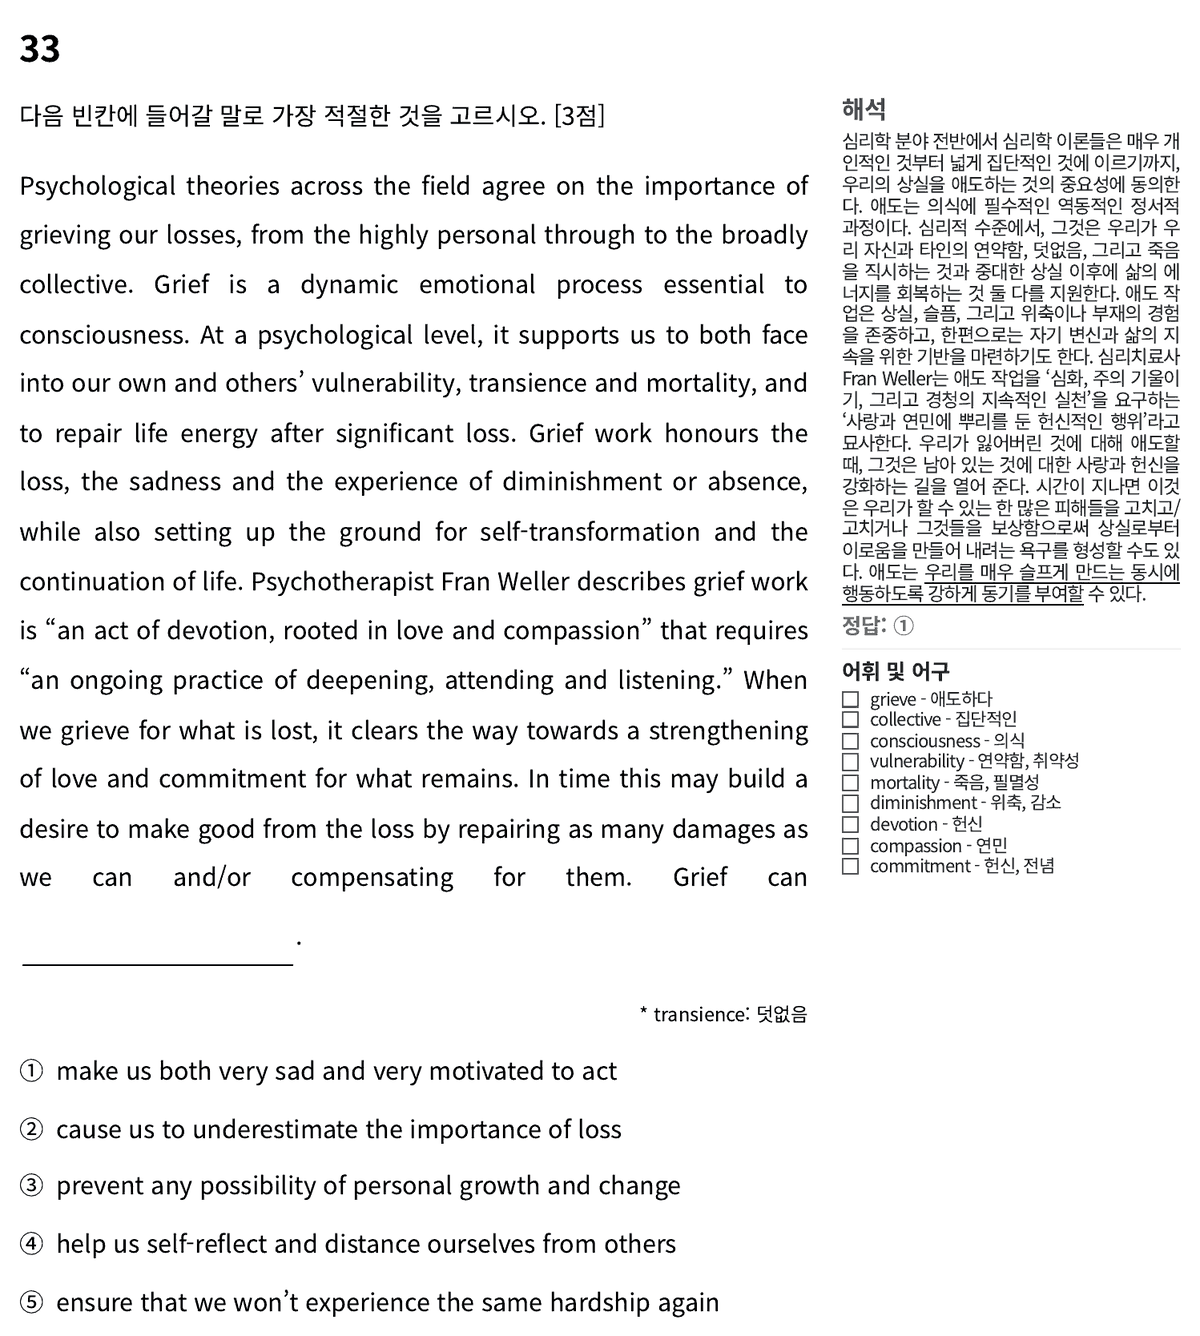 33
다음 빈칸에 들어갈 말로 가장 적절한 것을 고르시오. [3점]
Psychological theories across the field agree on the importance of
grieving our losses, from the highly personal through to the broadly
collective. Grief is a dynamic emotional process essential to
consciousness. At a psychological level, it supports us to both face
into our own and others’ vulnerability, transience and mortality, and
to repair life energy after significant loss. Grief work honours the
loss, the sadness and the experience of diminishment or absence,
while also setting up the ground for self-transformation and the
continuation of life. Psychotherapist Fran Weller describes grief work
is “an act of devotion, rooted in love and compassion” that requires
“an ongoing practice of deepening, attending and listening.” When
we grieve for what is lost, it clears the way towards a strengthening
of love and commitment for what remains. In time this may build a
desire to make good from the loss by repairing as many damages as
we can and/or compensating for them. Grief can
.
* transience: 덧없음
① make us both very sad and very motivated to act
② cause us to underestimate the importance of loss
③ prevent any possibility of personal growth and change
④ help us self-reflect and distance ourselves from others
⑤ ensure that we won’t experience the same hardship again
해석
심리학 분야 전반에서 심리학 이론들은 매우 개
인적인 것부터 넓게 집단적인 것에 이르기까지,
우리의 상실을 애도하는 것의 중요성에 동의한
다. 애도는 의식에 필수적인 역동적인 정서적
과정이다. 심리적 수준에서, 그것은 우리가 우
리 자신과 타인의 연약함, 덧없음, 그리고 죽음
을 직시하는 것과 중대한 상실 이후에 삶의 에
너지를 회복하는 것 둘 다를 지원한다. 애도 작
업은 상실, 슬픔, 그리고 위축이나 부재의 경험
을 존중하고, 한편으로는 자기 변신과 삶의 지
속을 위한 기반을 마련하기도 한다. 심리치료사
Fran Weller는 애도 작업을 ‘심화, 주의 기울이
기, 그리고 경청의 지속적인 실천’을 요구하는
‘사랑과 연민에 뿌리를 둔 헌신적인 행위’라고
묘사한다. 우리가 잃어버린 것에 대해 애도할
때, 그것은 남아 있는 것에 대한 사랑과 헌신을
강화하는 길을 열어 준다. 시간이 지나면 이것
은 우리가 할 수 있는 한 많은 피해들을 고치고/
고치거나 그것들을 보상함으로써 상실로부터
이로움을 만들어 내려는 욕구를 형성할 수도 있
다. 애도는 우리를 매우 슬프게 만드는 동시에
행동하도록 강하게 동기를 부여할 수 있다.
정답: ①
어휘 및 어구
□ grieve - 애도하다
□ collective - 집단적인
□ consciousness - 의식
□ vulnerability - 연약함, 취약성
□ mortality - 죽음, 필멸성
□ diminishment - 위축, 감소
□ devotion - 헌신
□ compassion - 연민
□ commitment - 헌신, 전념